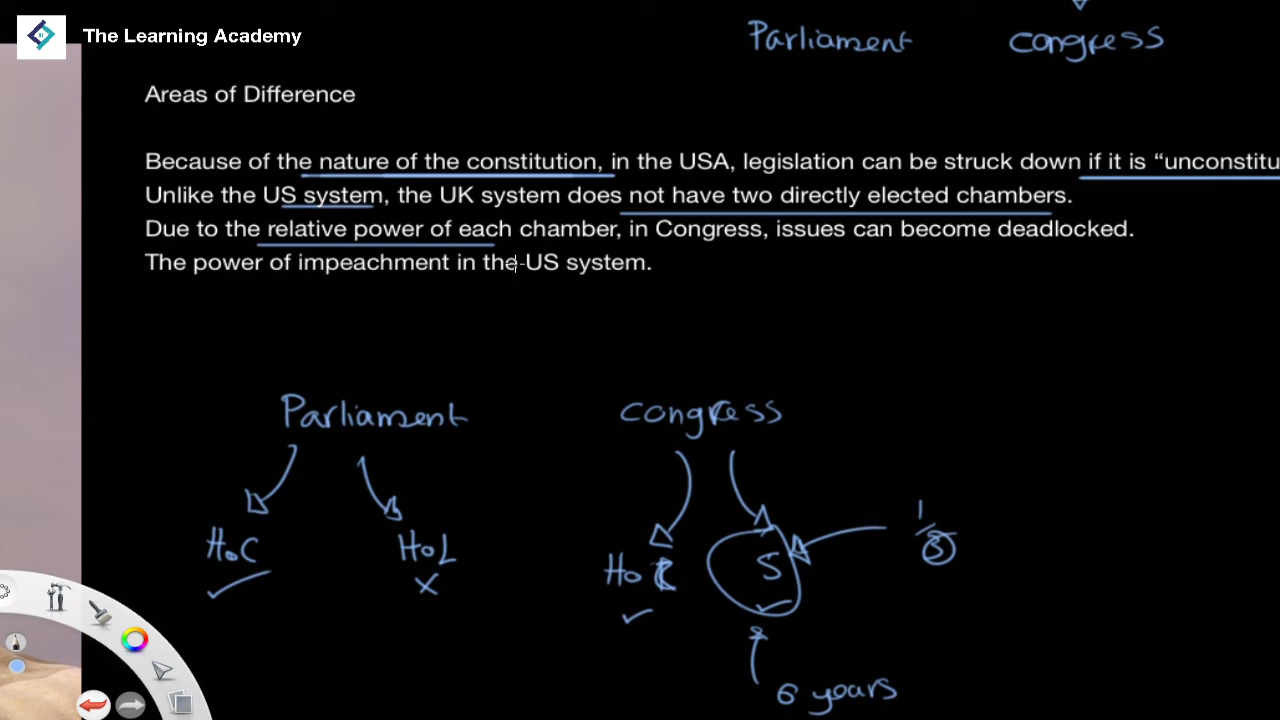 The Learning Academy
Parliament congress
Areas of Difference
Because of the nature of the constitution, in the USA, legislation can be struck down if it is “unconstitu
Unlike the US system, the UK system does not have two directly elected chambers.
Due to the relative power of each chamber, in Congress, issues can become deadlocked.
The power of impeachment in the US system.
Parliament congress
HoC HoL HoR S 1/3
6 years